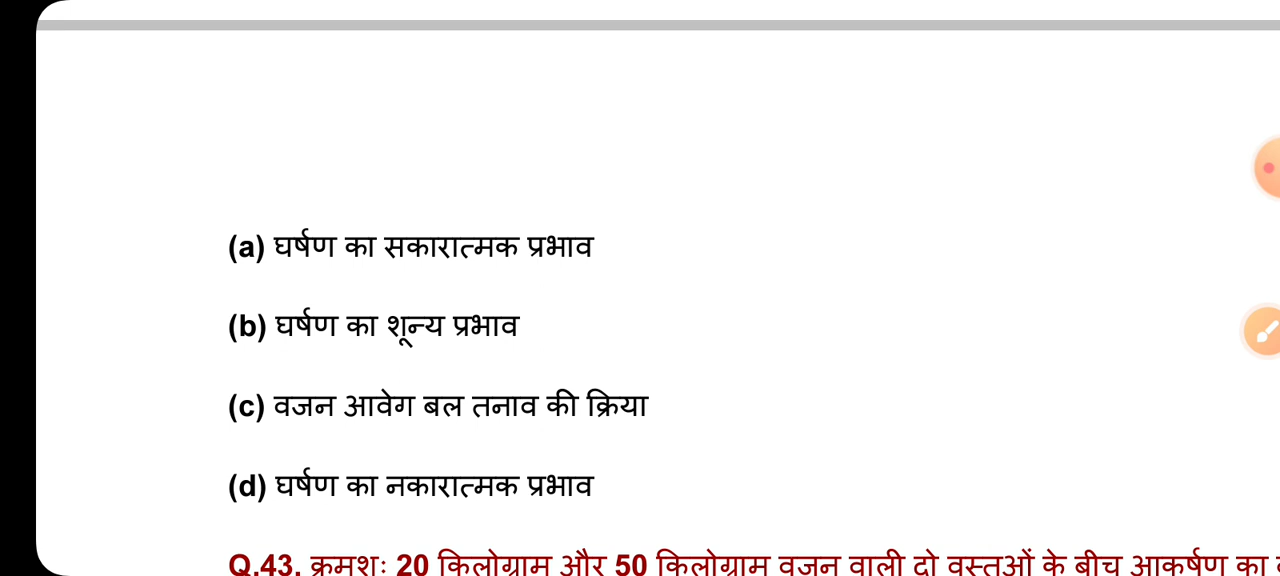 (a) घर्षण का सकारात्मक प्रभाव
(b) घर्षण का शून्य प्रभाव
(c) वजन आवेग बल तनाव की क्रिया
(d) घर्षण का नकारात्मक प्रभाव
Q.43. क्रमशः 20 किलोग्राम और 50 किलोग्राम वजन वाली दो वस्तुओं के बीच आकर्षण का